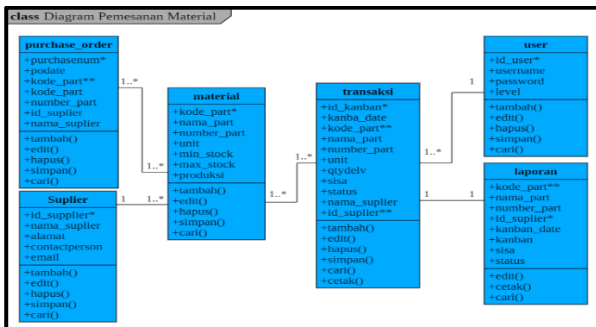 class Diagram Pemesanan Material
purchase_order
+purchasenum*
+podate
+kode_part**
+kode_part
+number_part
+id_suplier
+nama_suplier
+tambah()
+edit()
+hapus()
+simpan()
+cari()
Suplier
+id_supplier*
+nama_suplier
+alamat
+contactperson
+email
+tambah()
+edit()
+hapus()
+simpan()
+cari()
1..*
1..*
1
1..*
material
+kode_part*
+nama_part
+number_part
+unit
+min_stock
+max_stock
+produksi
+tambah()
+edit()
+hapus()
+simpan()
+cari()
1..*
1..*
transaksi
+id_kanban*
+kanba_date
+kode_part**
+nama_part
+number_part
+unit
+qtydelv
+sisa
+status
+nama_suplier
+id_suplier**
+tambah()
+edit()
+hapus()
+simpan()
+cari()
+cetak()
1
1..*
1
1
user
+id_user*
+username
+password
+level
+tambah()
+edit()
+hapus()
+simpan()
+cari()
laporan
+kode_part**
+nama_part
+number_part
+id_suplier*
+kanban_date
+kanban
+sisa
+status
+edit()
+cetak()
+cari()